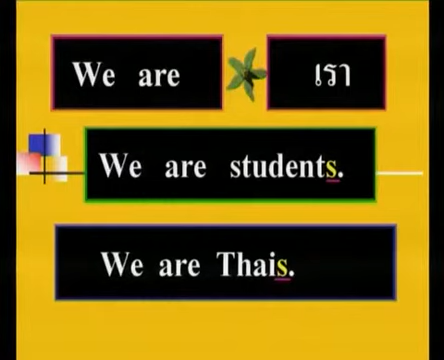 We are เรา
We are students.
We are Thais.